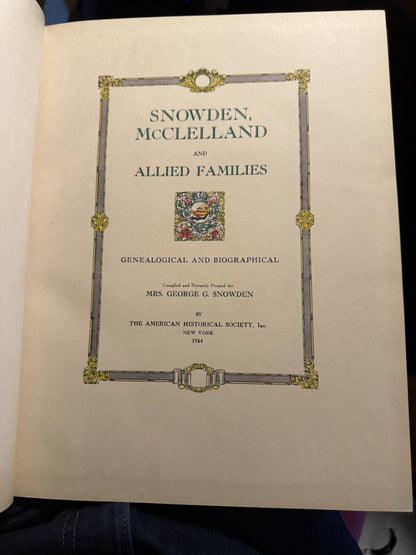 SNOWDEN,
McCLELLAND
AND
ALLIED FAMILIES
GENEALOGICAL AND BIOGRAPHICAL
Compiled and Privately Printed for
MRS. GEORGE G. SNOWDEN
BY
THE AMERICAN HISTORICAL SOCIETY, Inc.
NEW YORK
1924